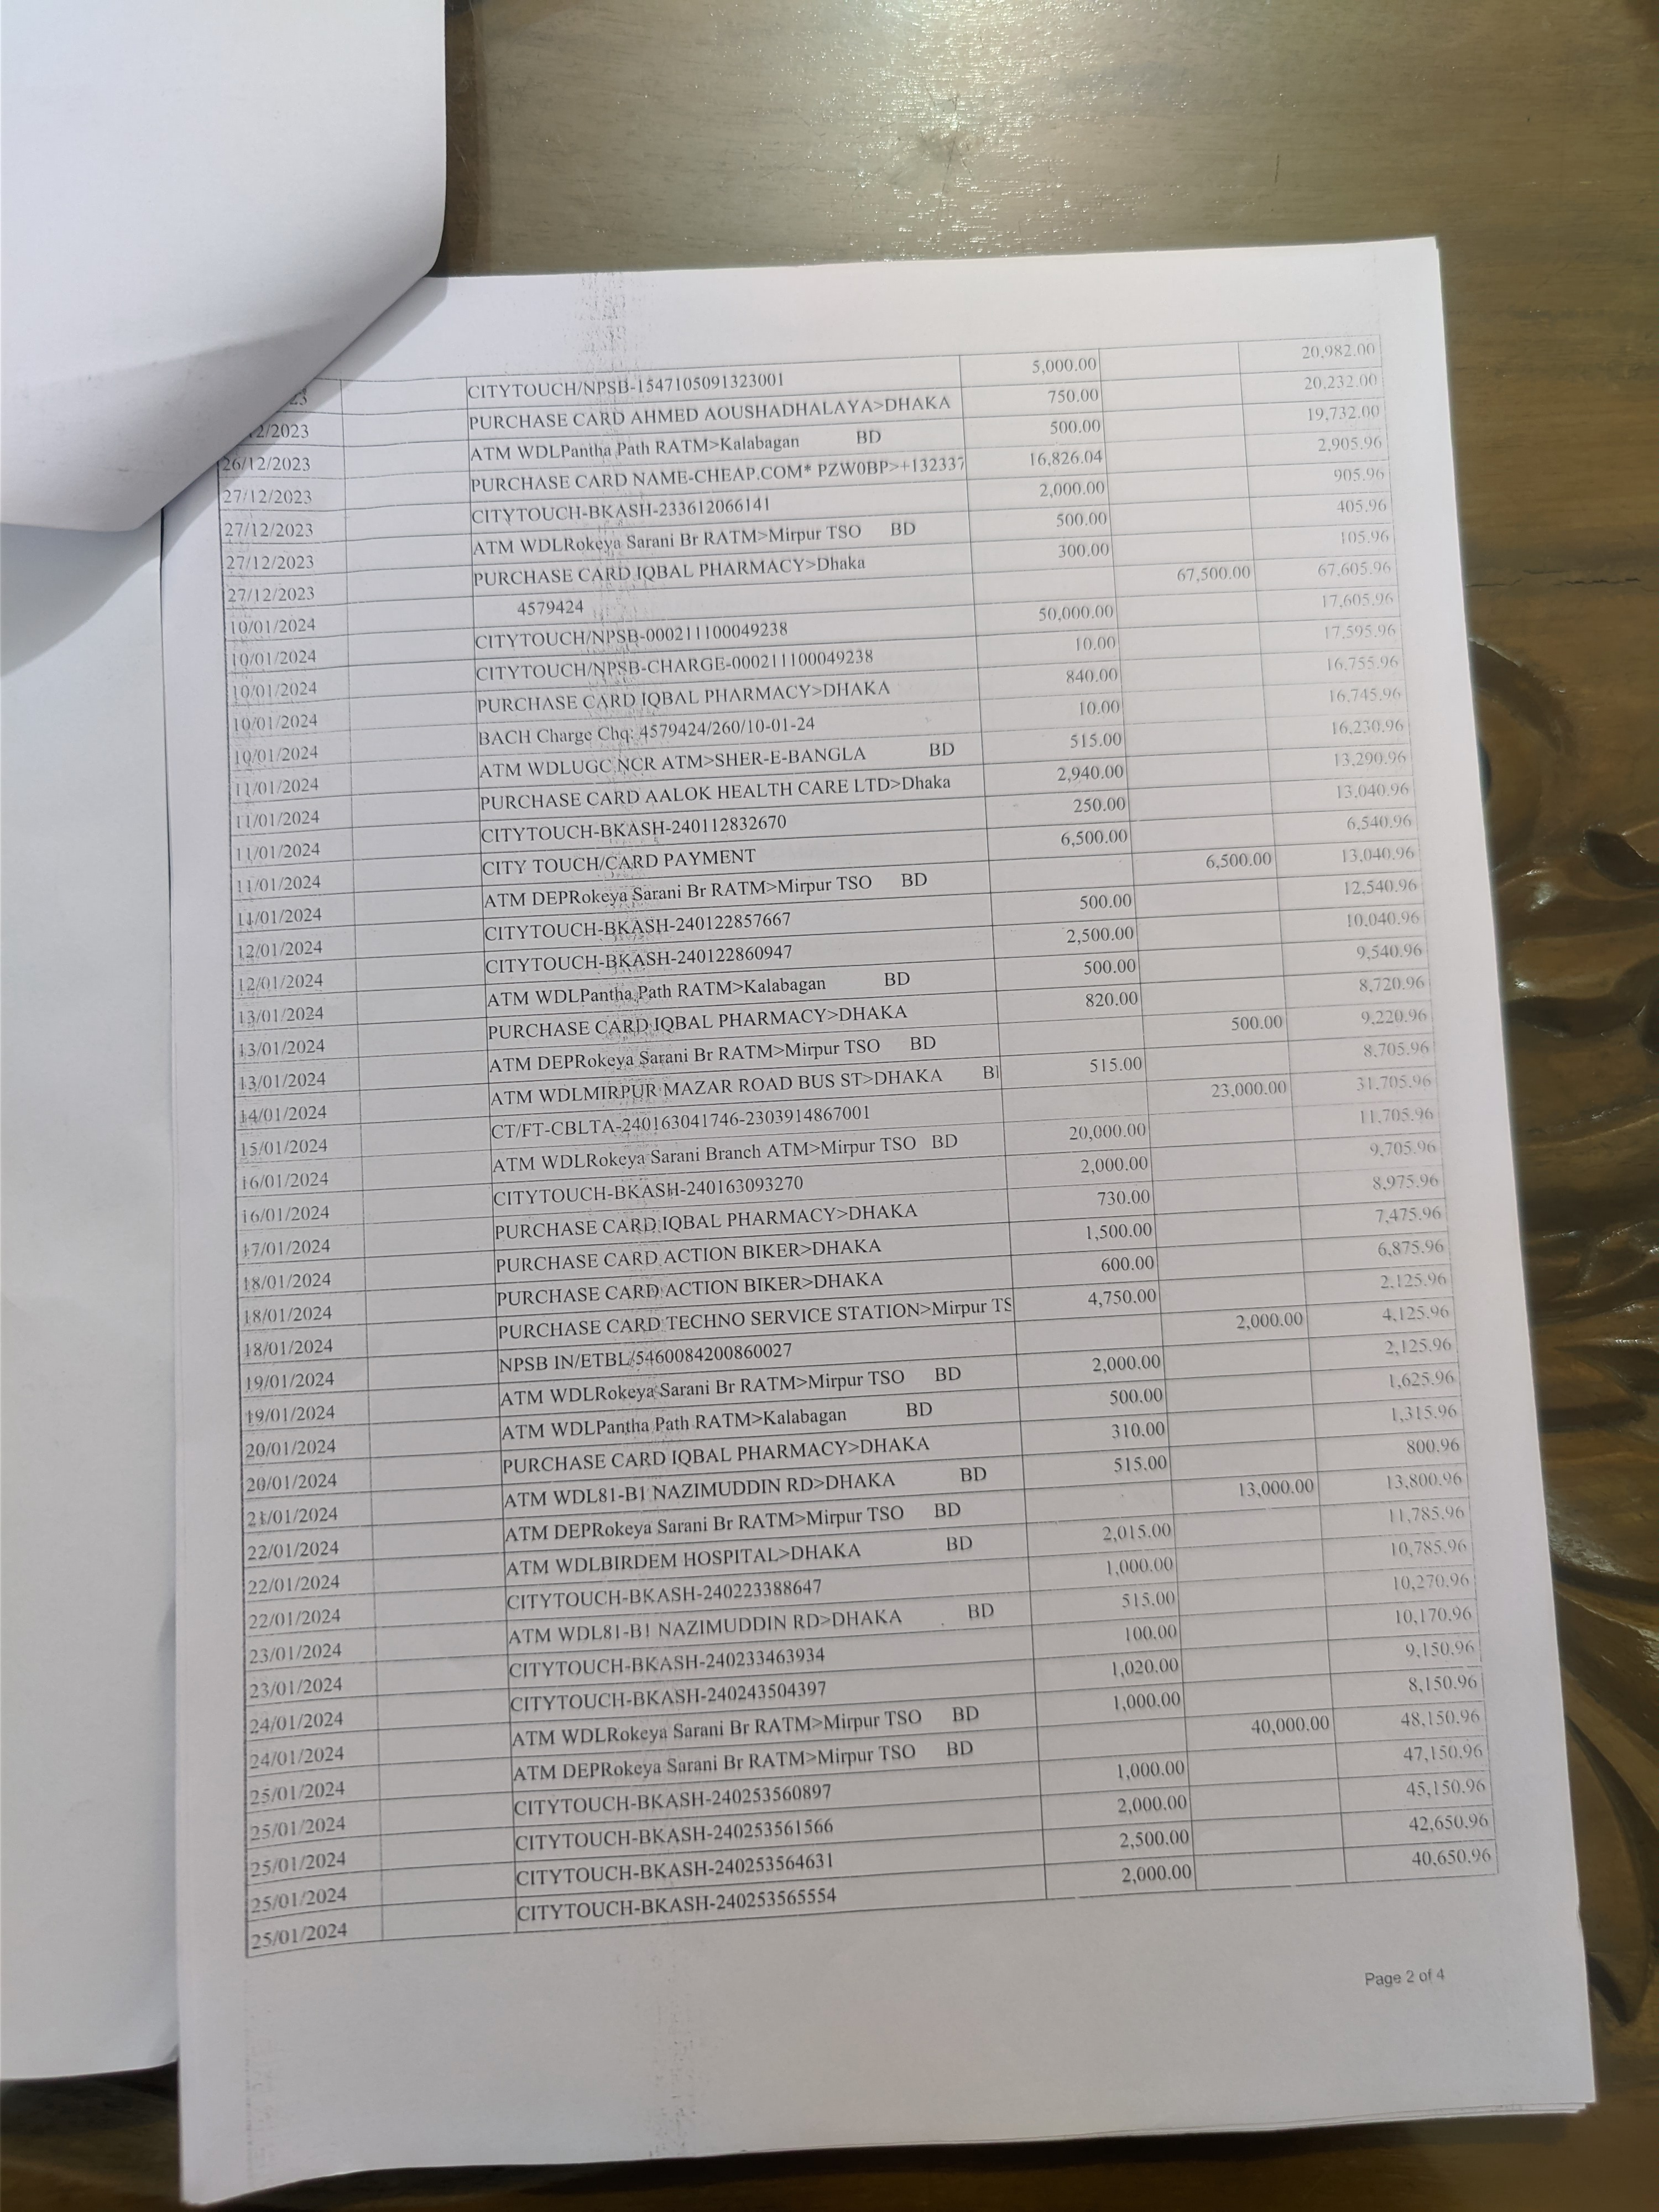 23 CITYTOUCH/NPSB-1547105091323001 5,000.00 20,982.00
12/2023 PURCHASE CARD AHMED AOUSHADHALAYA>DHAKA 750.00 20,232.00
26/12/2023 ATM WDLPantha Path RATM>Kalabagan BD 500.00 19,732.00
27/12/2023 PURCHASE CARD NAME-CHEAP.COM* PZW0BP>+132337 16,826.04 2,905.96
27/12/2023 CITYTOUCH-BKASH-233612066141 2,000.00 905.96
27/12/2023 ATM WDLRokeya Sarani Br RATM>Mirpur TSO BD 500.00 405.96
27/12/2023 PURCHASE CARD IQBAL PHARMACY>Dhaka 300.00 105.96
10/01/2024 4579424 67,500.00 67,605.96
10/01/2024 CITYTOUCH/NPSB-000211100049238 50,000.00 17,605.96
10/01/2024 CITYTOUCH/NPSB-CHARGE-000211100049238 10.00 17,595.96
10/01/2024 PURCHASE CARD IQBAL PHARMACY>DHAKA 840.00 16,755.96
10/01/2024 BACH Charge Chq: 4579424/260/10-01-24 10.00 16,745.96
11/01/2024 ATM WDLUGC NCR ATM>SHER-E-BANGLA BD 515.00 16,230.96
11/01/2024 PURCHASE CARD AALOK HEALTH CARE LTD>Dhaka 2,940.00 13,290.96
11/01/2024 CITYTOUCH-BKASH-240112832670 250.00 13,040.96
11/01/2024 CITY TOUCH/CARD PAYMENT 6,500.00 6,540.96
11/01/2024 ATM DEPRokeya Sarani Br RATM>Mirpur TSO BD 6,500.00 13,040.96
12/01/2024 CITYTOUCH-BKASH-240122857667 500.00 12,540.96
12/01/2024 CITYTOUCH-BKASH-240122860947 2,500.00 10,040.96
13/01/2024 ATM WDLPantha Path RATM>Kalabagan BD 500.00 9,540.96
13/01/2024 PURCHASE CARD IQBAL PHARMACY>DHAKA 820.00 8,720.96
13/01/2024 ATM DEPRokeya Sarani Br RATM>Mirpur TSO BD 500.00 9,220.96
14/01/2024 ATM WDLMIRPUR MAZAR ROAD BUS ST>DHAKA 515.00 8,705.96
15/01/2024 CT/FT-CBLTA-240163041746-2303914867001 23,000.00 31,705.96
16/01/2024 ATM WDLRokeya Sarani Branch ATM>Mirpur TSO BD 20,000.00 11,705.96
16/01/2024 CITYTOUCH-BKASH-240163093270 2,000.00 9,705.96
17/01/2024 PURCHASE CARD IQBAL PHARMACY>DHAKA 730.00 8,975.96
18/01/2024 PURCHASE CARD ACTION BIKER>DHAKA 1,500.00 7,475.96
18/01/2024 PURCHASE CARD ACTION BIKER>DHAKA 600.00 6,875.96
18/01/2024 PURCHASE CARD TECHNO SERVICE STATION>Mirpur TS 4,750.00 2,125.96
19/01/2024 NPSB IN/ETBL/5460084200860027 2,000.00 4,125.96
19/01/2024 ATM WDLRokeya Sarani Br RATM>Mirpur TSO BD 2,000.00 2,125.96
20/01/2024 ATM WDLPantha Path RATM>Kalabagan BD 500.00 1,625.96
20/01/2024 PURCHASE CARD IQBAL PHARMACY>DHAKA 310.00 1,315.96
21/01/2024 ATM WDL81-B1 NAZIMUDDIN RD>DHAKA BD 515.00 800.96
22/01/2024 ATM DEPRokeya Sarani Br RATM>Mirpur TSO BD 13,000.00 13,800.96
22/01/2024 ATM WDLBIRDEM HOSPITAL>DHAKA BD 2,015.00 11,785.96
22/01/2024 CITYTOUCH-BKASH-240223388647 1,000.00 10,785.96
23/01/2024 ATM WDL81-B1 NAZIMUDDIN RD>DHAKA BD 515.00 10,270.96
23/01/2024 CITYTOUCH-BKASH-240233463934 100.00 10,170.96
24/01/2024 CITYTOUCH-BKASH-240243504397 1,020.00 9,150.96
24/01/2024 ATM WDLRokeya Sarani Br RATM>Mirpur TSO BD 1,000.00 8,150.96
25/01/2024 ATM DEPRokeya Sarani Br RATM>Mirpur TSO BD 40,000.00 48,150.96
25/01/2024 CITYTOUCH-BKASH-240253560897 1,000.00 47,150.96
25/01/2024 CITYTOUCH-BKASH-240253561566 2,000.00 45,150.96
25/01/2024 CITYTOUCH-BKASH-240253564631 2,500.00 42,650.96
25/01/2024 CITYTOUCH-BKASH-240253565554 2,000.00 40,650.96
Page 2 of 4